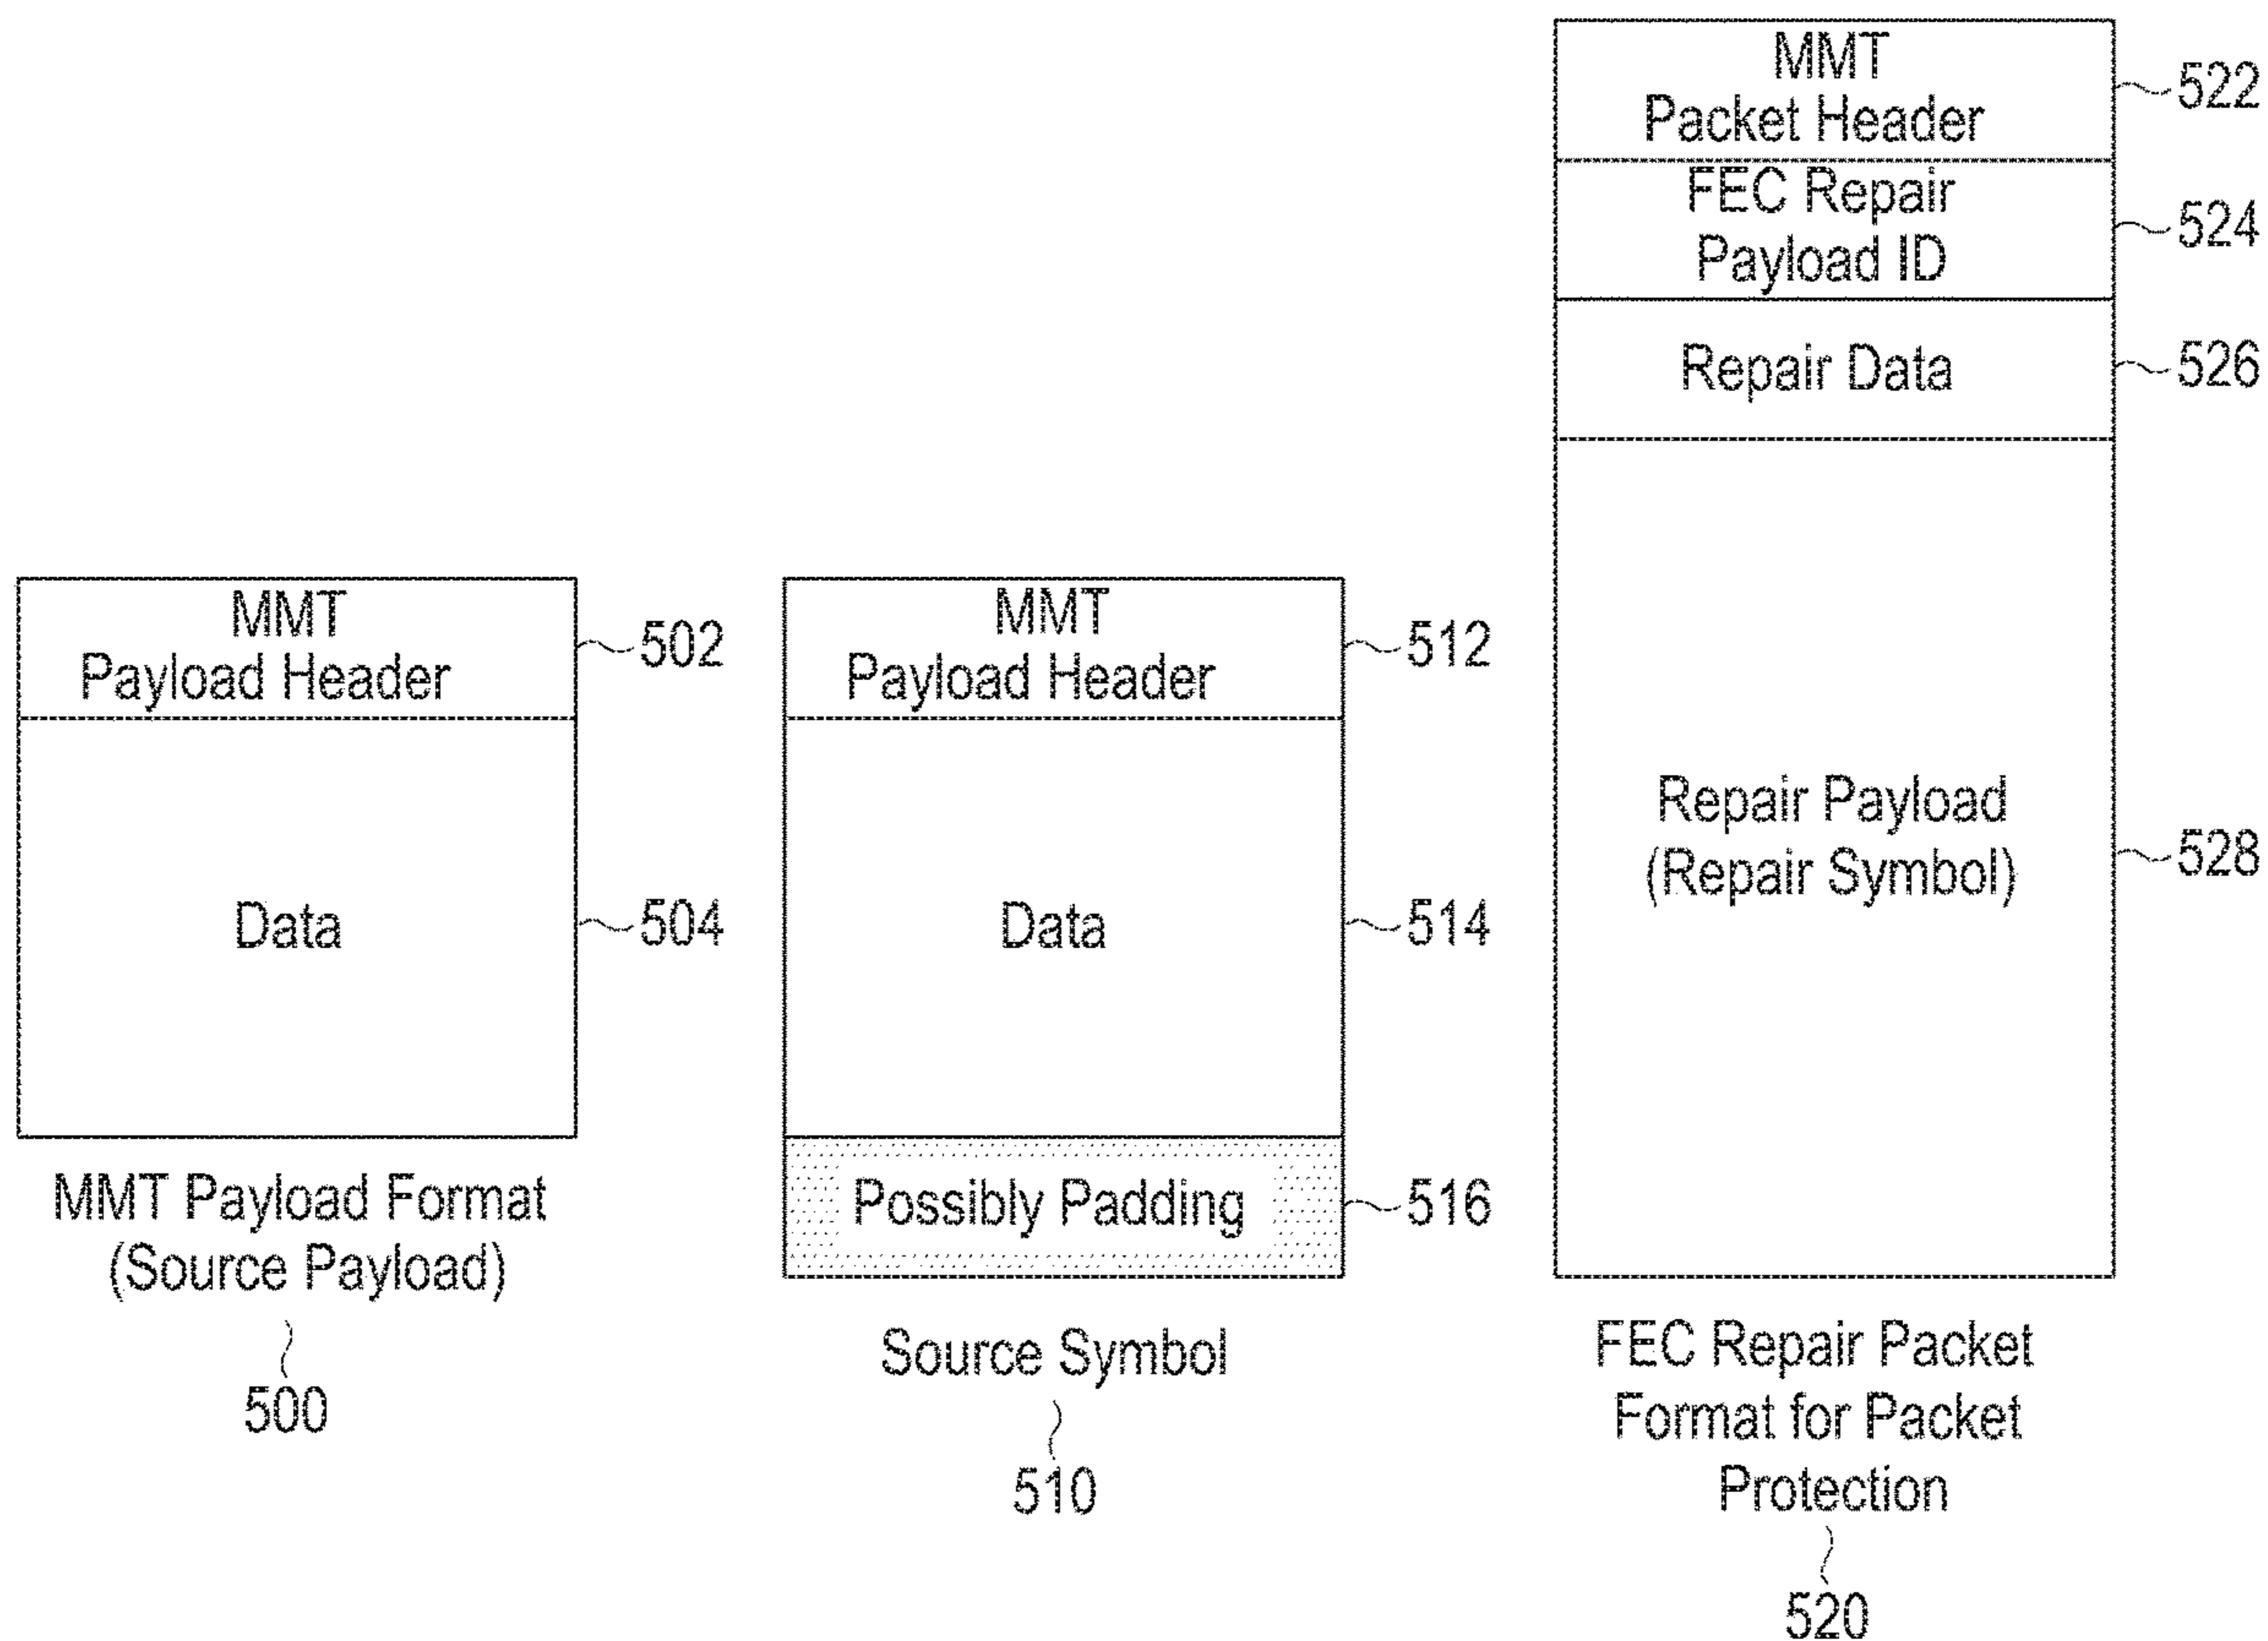 MMT
Payload Header
502
Data
504
MMT Payload Format
(Source Payload)
500
MMT
Payload Header
512
Data
514
Possibly Padding
516
Source Symbol
510
MMT
Packet Header
522
FEC Repair
Payload ID
524
Repair Data
526
Repair Payload
(Repair Symbol)
528
FEC Repair Packet
Format for Packet
Protection
520